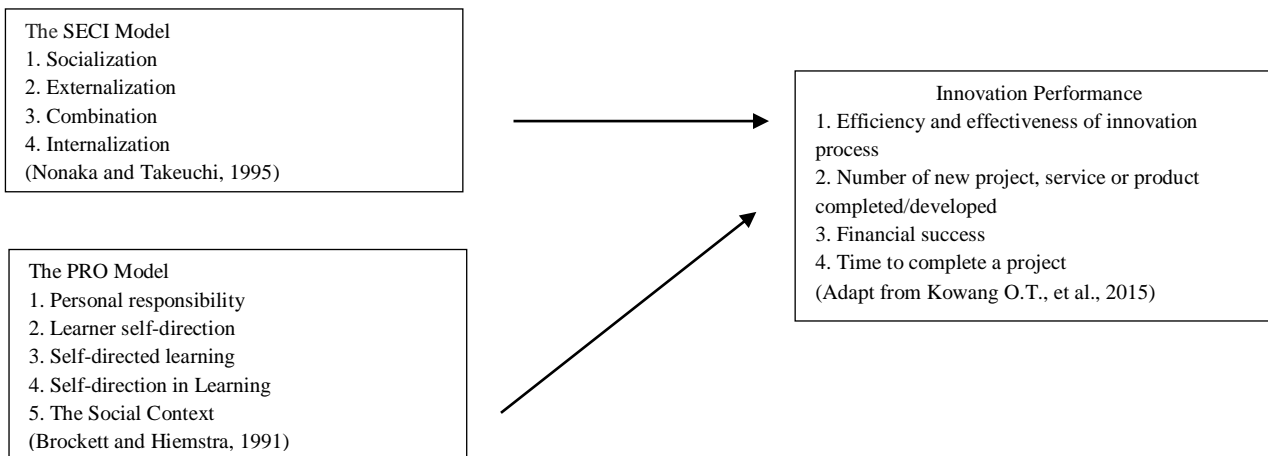 The SECI Model
1. Socialization
2. Externalization
3. Combination
4. Internalization
(Nonaka and Takeuchi, 1995)
The PRO Model
1. Personal responsibility
2. Learner self-direction
3. Self-directed learning
4. Self-direction in Learning
5. The Social Context
(Brockett and Hiemstra, 1991)
Innovation Performance
1. Efficiency and effectiveness of innovation
process
2. Number of new project, service or product
completed/developed
3. Financial success
4. Time to complete a project
(Adapt from Kowang O.T., et al., 2015)